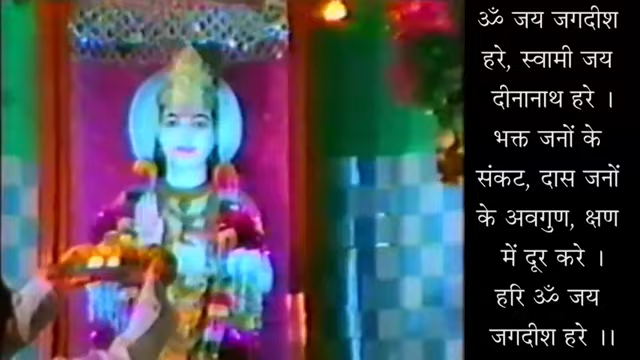 ॐ जय जगदीश
हरे, स्वामी जय
दीनानाथ हरे ।
भक्त जनों के
संकट, दास जनों
के अवगुण, क्षण
में दूर करे ।
हरि ॐ जय
जगदीश हरे ।।